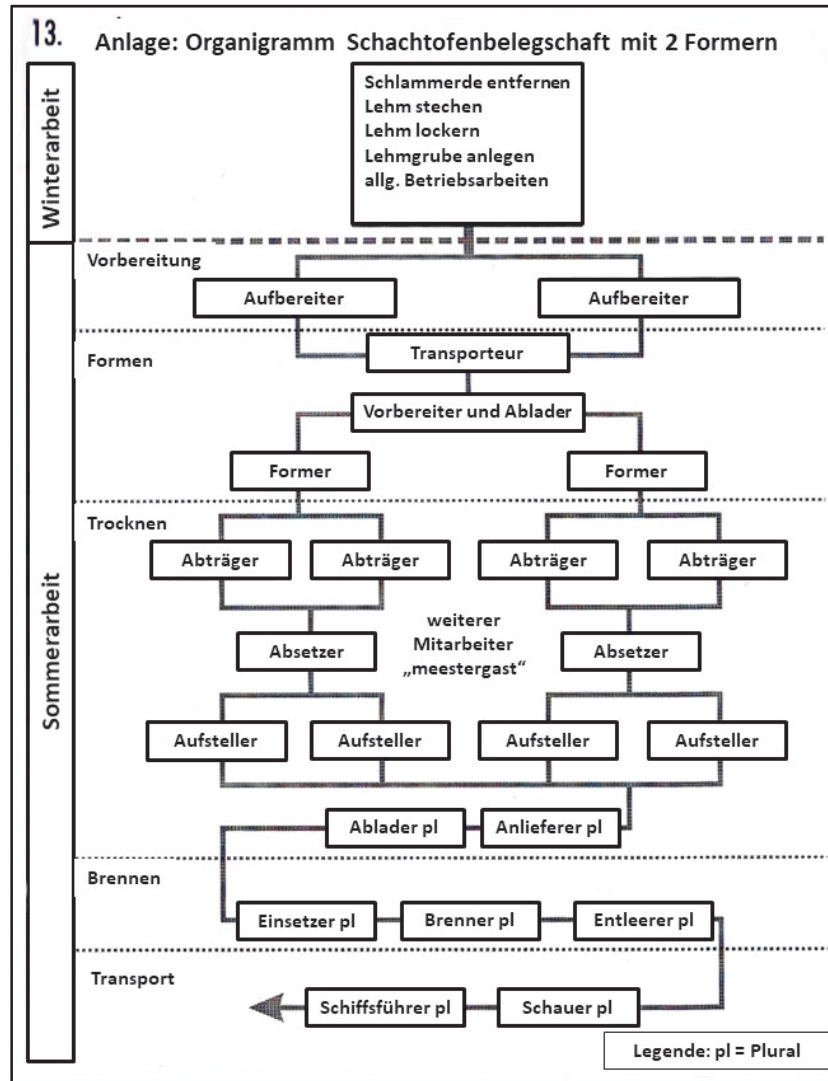 13. Anlage: Organigramm Schachtofenbelegschaft mit 2 Formern
Winterarbeit
Schlammerde entfernen
Lehm stechen
Lehm lockern
Lehmgrube anlegen
allg. Betriebsarbeiten
Sommerarbeit
Vorbereitung
Aufbereiter Aufbereiter
Transporteur
Formen
Vorbereiter und Ablader
Former Former
Trocknen
Abträger Abträger Abträger Abträger
weiterer
Mitarbeiter
„meestergast“
Absetzer Absetzer
Aufsteller Aufsteller Aufsteller Aufsteller
Ablader pl Anlieferer pl
Brennen
Einsetzer pl Brenner pl Entleerer pl
Transport
Schiffsführer pl Schauer pl
Legende: pl = Plural